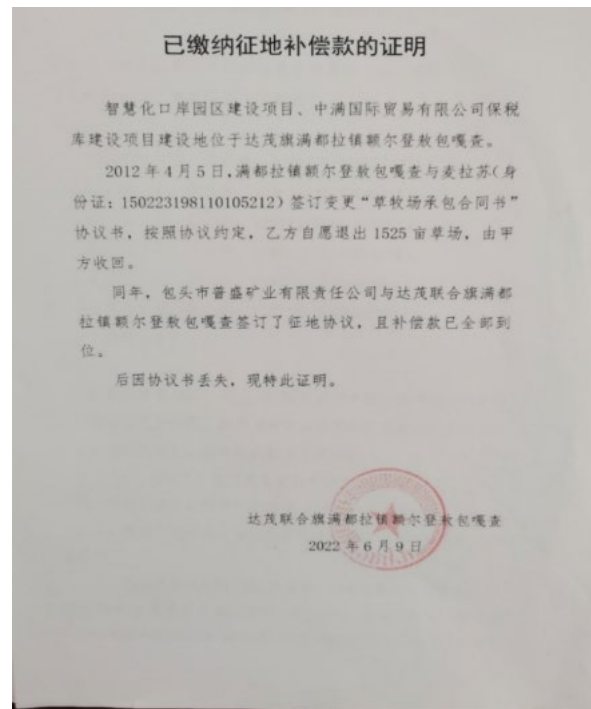 已缴纳征地补偿款的证明
智慧化口岸园区建设项目、中满国际贸易有限公司保税
库建设项目建设地位于达茂旗满都拉镇额尔登敖包嘎查。
2012年4月5日,满都拉镇额尔登敖包嘎查与麦拉苏(身
份证:150223198110105212)签订变更“草牧场承包合同书”
协议书,按照协议约定,乙方自愿退出1525亩草场,由甲
方收回。
同年,包头市普盛矿业有限责任公司与达茂联合旗满都
拉镇额尔登敖包嘎查签订了征地协议,且补偿款已全部到
位。
后因协议书丢失,现特此证明。
达茂联合旗满都拉镇额尔登敖包嘎查
2022年6月9日